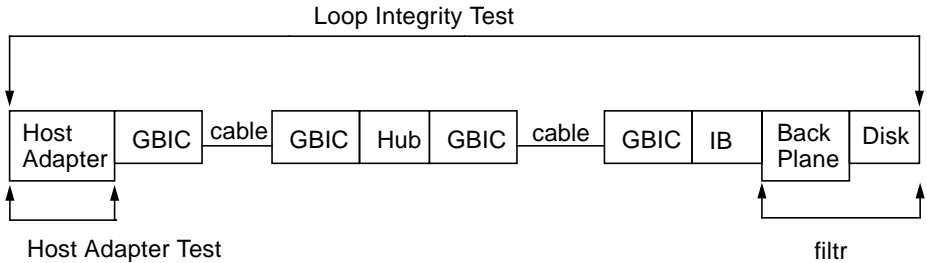 Loop Integrity Test
Host
Adapter
GBIC
cable
GBIC
Hub
GBIC
cable
GBIC
IB
Back
Plane
Disk
Host Adapter Test
filtr